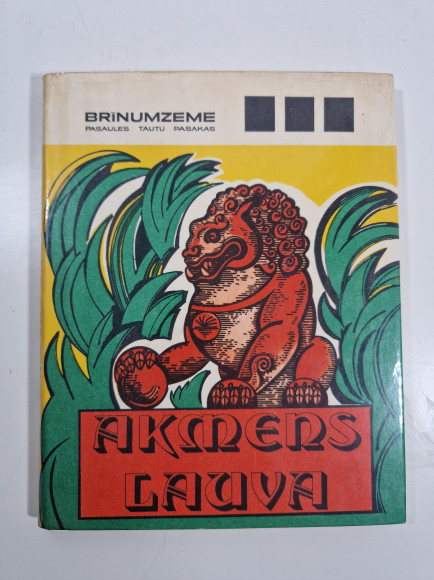 BRĪNUMZEME
PASAULES TAUTU PASAKAS
AKMENS
LAUVA